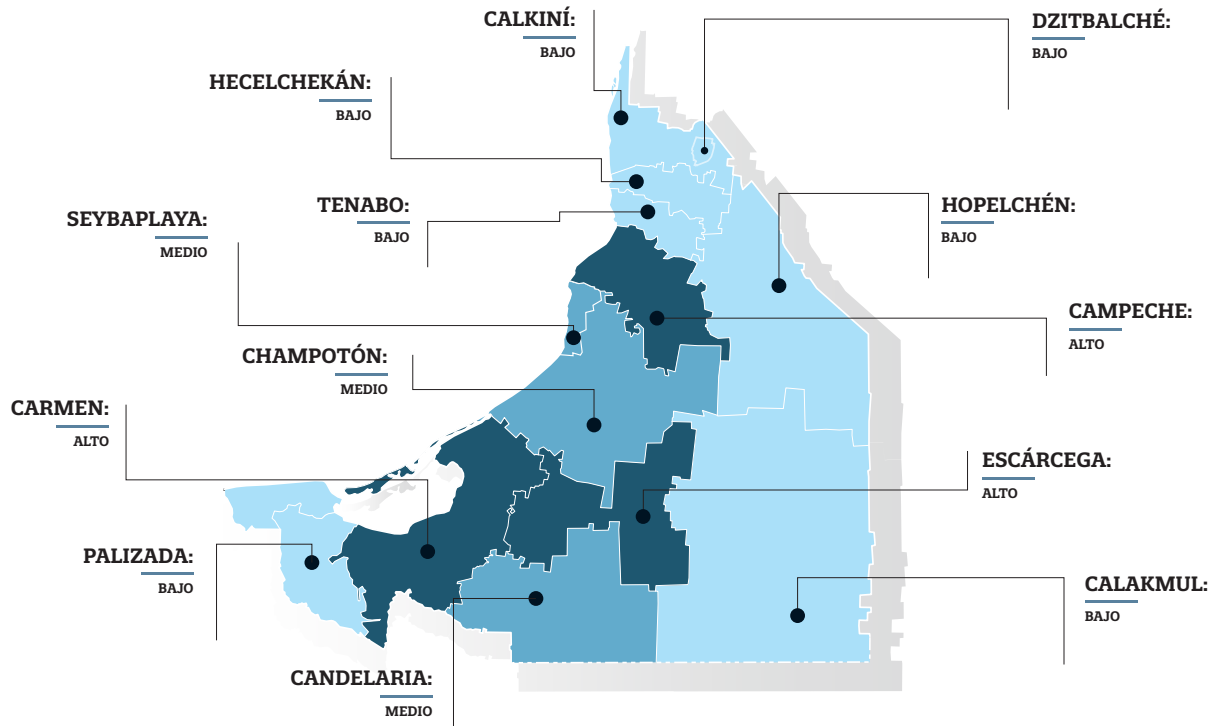 CALKINÍ:
BAJO
DZITBALCHÉ:
BAJO
HECELCHEKÁN:
BAJO
TENABO:
BAJO
HOPELCHÉN:
BAJO
SEYBAPLAYA:
MEDIO
CAMPECHE:
ALTO
CHAMPOTÓN:
MEDIO
CARMEN:
ALTO
ESCÁRCEGA:
ALTO
PALIZADA:
BAJO
CALAKMUL:
BAJO
CANDELARIA:
MEDIO